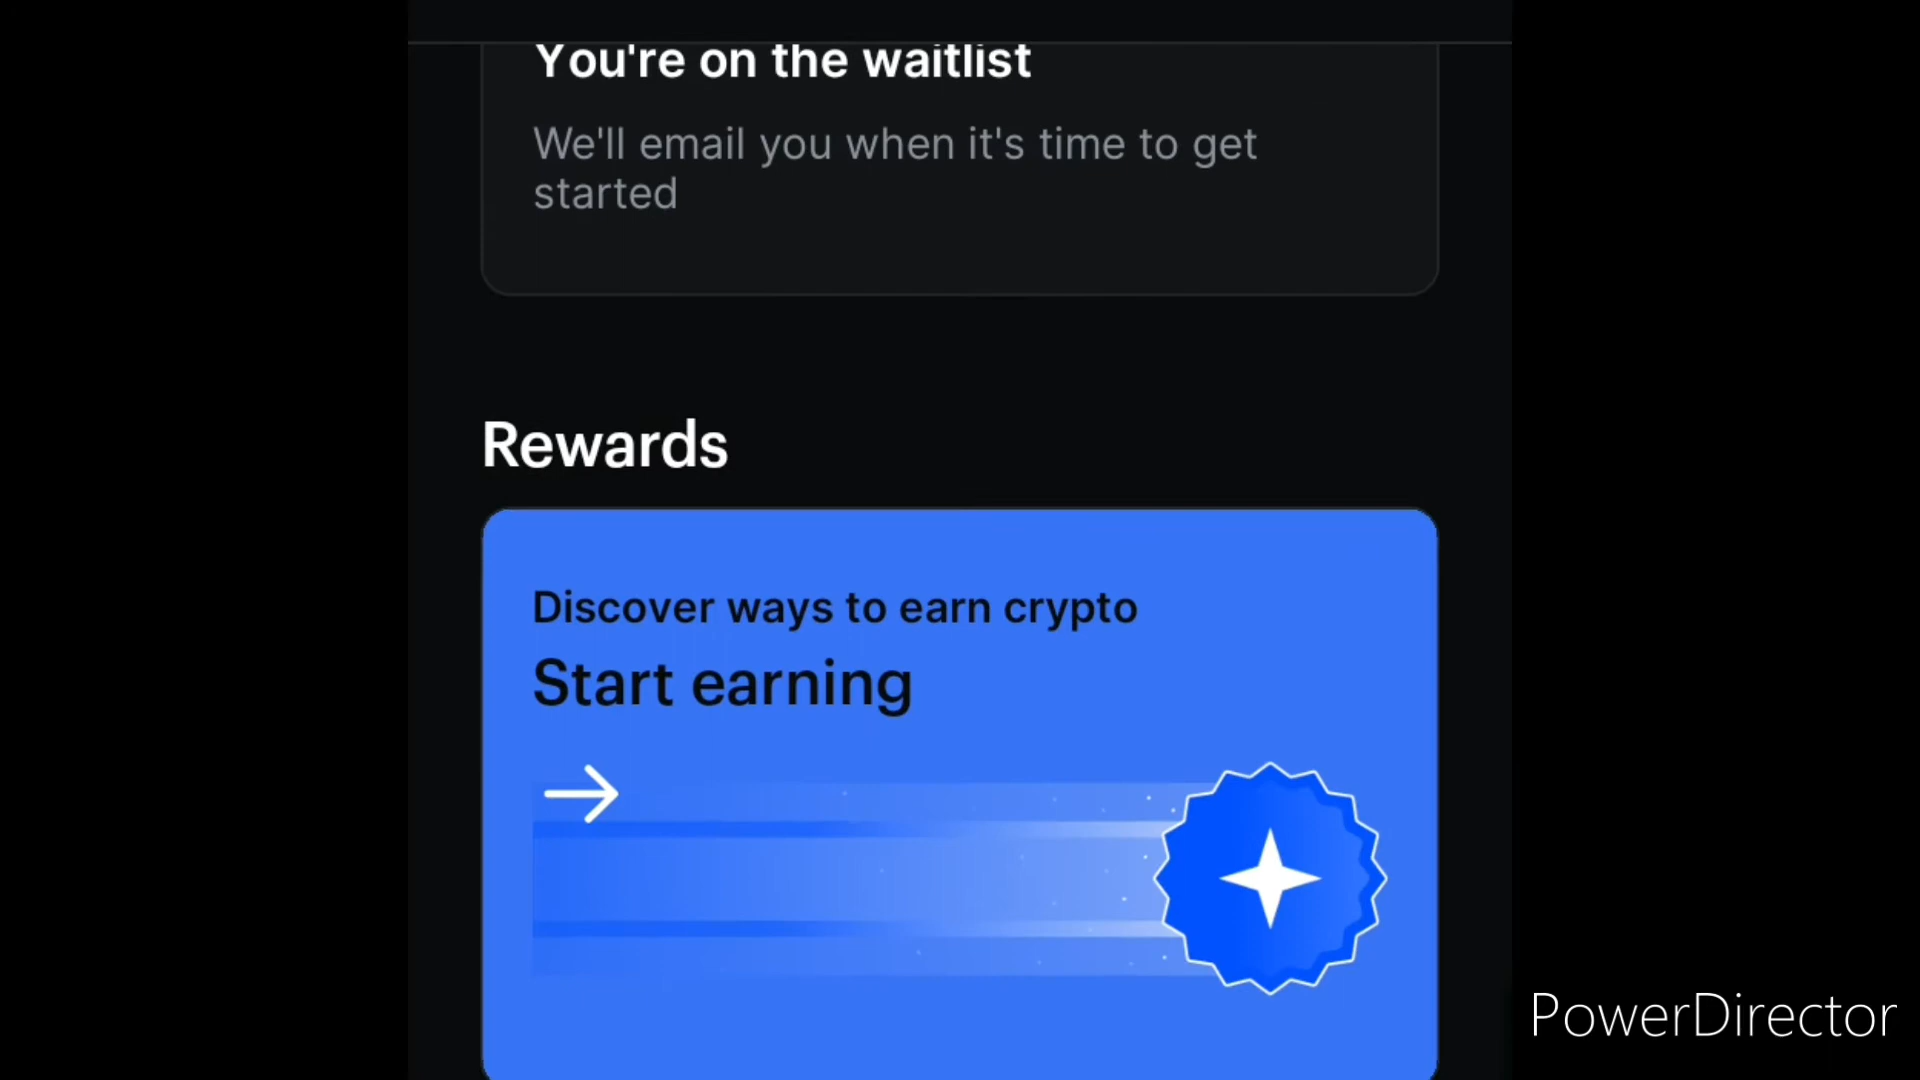 You're on the waitlist
We'll email you when it's time to get
started
Rewards
Discover ways to earn crypto
Start earning
PowerDirector